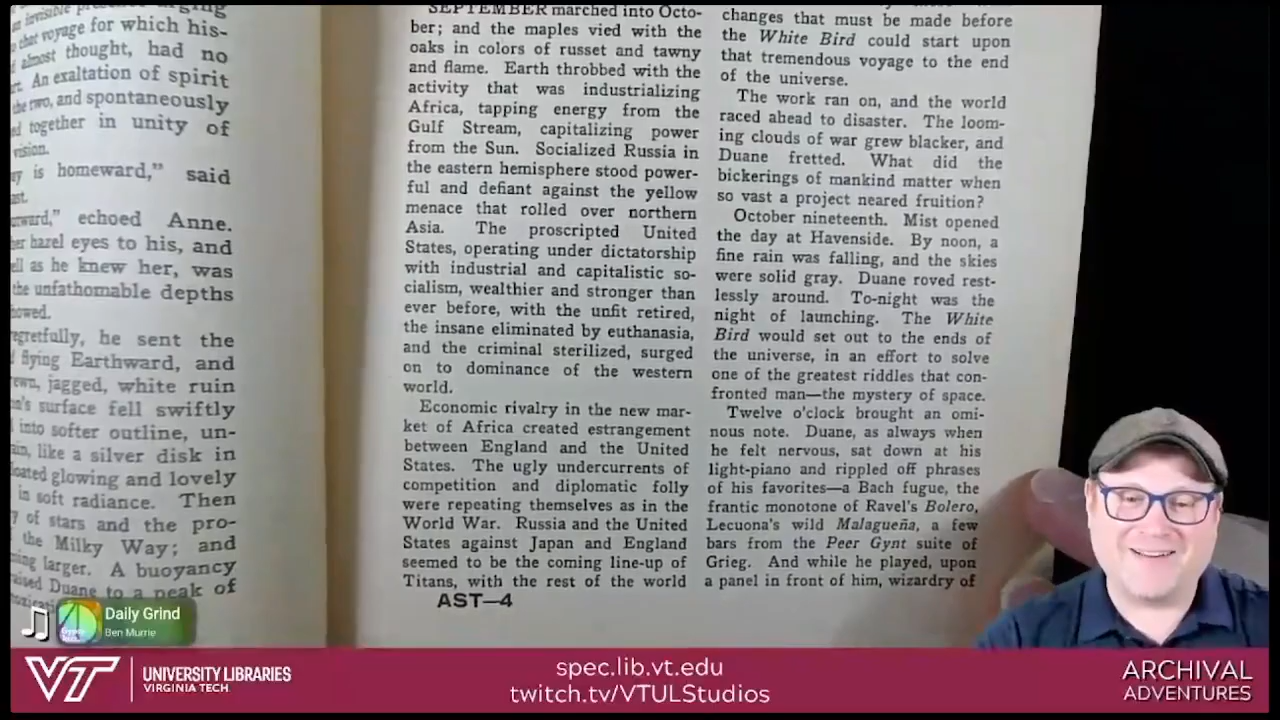 that voyage for which his-
almost thought, had no
An exaltation of spirit
the two, and spontaneously
together in unity of
vision.
is homeward," said
echoed Anne.
her hazel eyes to his, and
as he knew her, was
the unfathomable depths
regretfully, he sent the
flying Earthward, and
jagged, white ruin
surface fell swiftly
into softer outline, un-
like a silver disk in
glowing and lovely
in soft radiance. Then
of stars and the pro-
the Milky Way; and
larger. A buoyancy
Duane to a peak of
SEPTEMBER marched into Octo-
ber; and the maples vied with the
oaks in colors of russet and tawny
and flame. Earth throbbed with the
activity that was industrializing
Africa, tapping energy from the
Gulf Stream, capitalizing power
from the Sun. Socialized Russia in
the eastern hemisphere stood power-
ful and defiant against the yellow
menace that rolled over northern
Asia. The proscripted United
States, operating under dictatorship
with industrial and capitalistic so-
cialism, wealthier and stronger than
ever before, with the unfit retired,
the insane eliminated by euthanasia,
and the criminal sterilized, surged
on to dominance of the western
world.
Economic rivalry in the new mar-
ket of Africa created estrangement
between England and the United
States. The ugly undercurrents of
competition and diplomatic folly
were repeating themselves as in the
World War. Russia and the United
States against Japan and England
seemed to be the coming line-up of
Titans, with the rest of the world
AST—4
changes that must be made before
the White Bird could start upon
that tremendous voyage to the end
of the universe.
The work ran on, and the world
raced ahead to disaster. The loom-
ing clouds of war grew blacker, and
Duane fretted. What did the
bickerings of mankind matter when
so vast a project neared fruition?
October nineteenth. Mist opened
the day at Havenside. By noon, a
fine rain was falling, and the skies
were solid gray. Duane roved rest-
lessly around. To-night was the
night of launching. The White
Bird would set out to the ends of
the universe, in an effort to solve
one of the greatest riddles that con-
fronted man—the mystery of space.
Twelve o'clock brought an omi-
nous note. Duane, as always when
he felt nervous, sat down at his
light-piano and rippled off phrases
of his favorites—a Bach fugue, the
frantic monotone of Ravel's Bolero,
Lecuona's wild Malagueña, a few
bars from the Peer Gynt suite of
Grieg. And while he played, upon
a panel in front of him, wizardry of
Daily Grind
Ben Murrie
VT
UNIVERSITY LIBRARIES
VIRGINIA TECH.
spec.lib.vt.edu
twitch.tv/VTULStudios
ARCHIVAL
ADVENTURES